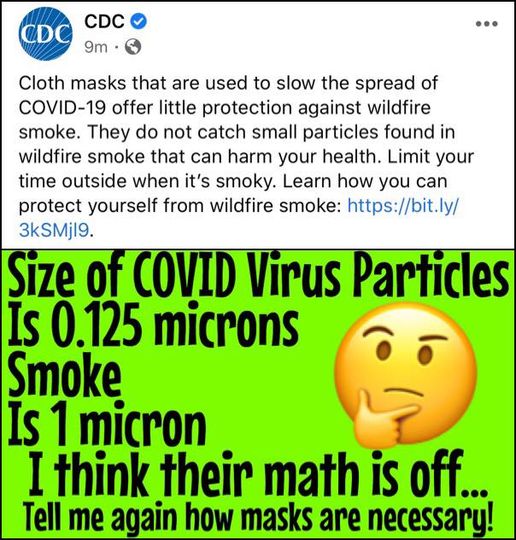 CDC
CDC
9m ·
Cloth masks that are used to slow the spread of
COVID-19 offer little protection against wildfire
smoke. They do not catch small particles found in
wildfire smoke that can harm your health. Limit your
time outside when it's smoky. Learn how you can
protect yourself from wildfire smoke: https://bit.ly/
3kSMjl9.
Size of COVID Virus Particles
Is 0.125 microns
Smoke
Is 1 micron
I think their math is off...
Tell me again how masks are necessary!